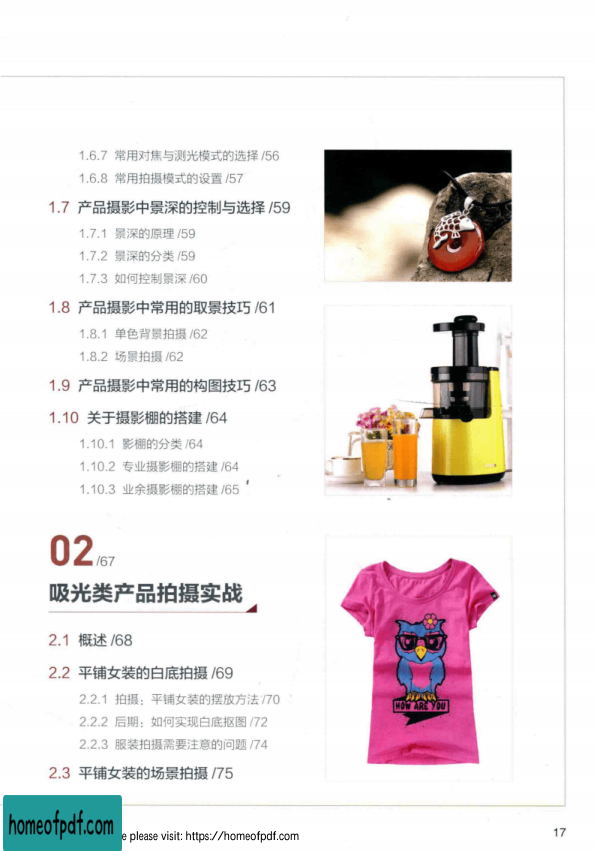 1.6.7 常用对焦与测光模式的选择 /56
1.6.8 常用拍摄模式的设置 /57
1.7 产品摄影中景深的控制与选择 /59
1.7.1 景深的原理 /59
1.7.2 景深的分类 /59
1.7.3 如何控制景深 /60
1.8 产品摄影中常用的取景技巧 /61
1.8.1 单色背景拍摄 /62
1.8.2 场景拍摄 /62
1.9 产品摄影中常用的构图技巧 /63
1.10 关于摄影棚的搭建 /64
1.10.1 影棚的分类 /64
1.10.2 专业摄影棚的搭建 /64
1.10.3 业余摄影棚的搭建 /65
02 /67
吸光类产品拍摄实战
2.1 概述 /68
2.2 平铺女装的白底拍摄 /69
2.2.1 拍摄：平铺女装的摆放方法 /70
2.2.2 后期：如何实现白底抠图 /72
2.2.3 服装拍摄需要注意的问题 /74
2.3 平铺女装的场景拍摄 /75
HOW ARE YOU
homeofpdf.com
e please visit: https://homeofpdf.com
17